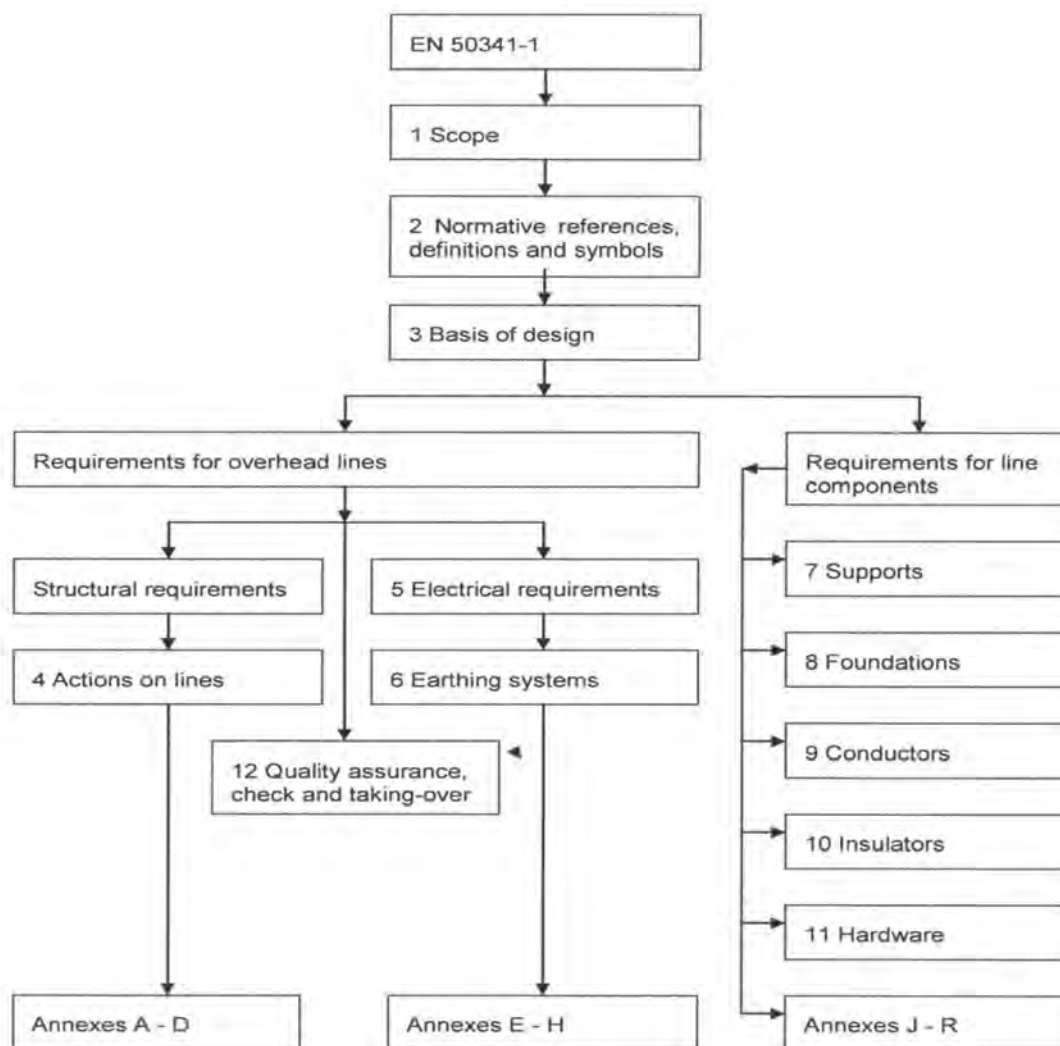 EN 50341-1
1 Scope
2 Normative references,
definitions and symbols
3 Basis of design
Requirements for overhead lines
Requirements for line
components
Structural requirements
5 Electrical requirements
7 Supports
4 Actions on lines
6 Earthing systems
8 Foundations
12 Quality assurance,
check and taking-over
9 Conductors
10 Insulators
11 Hardware
Annexes A - D
Annexes E - H
Annexes J - R